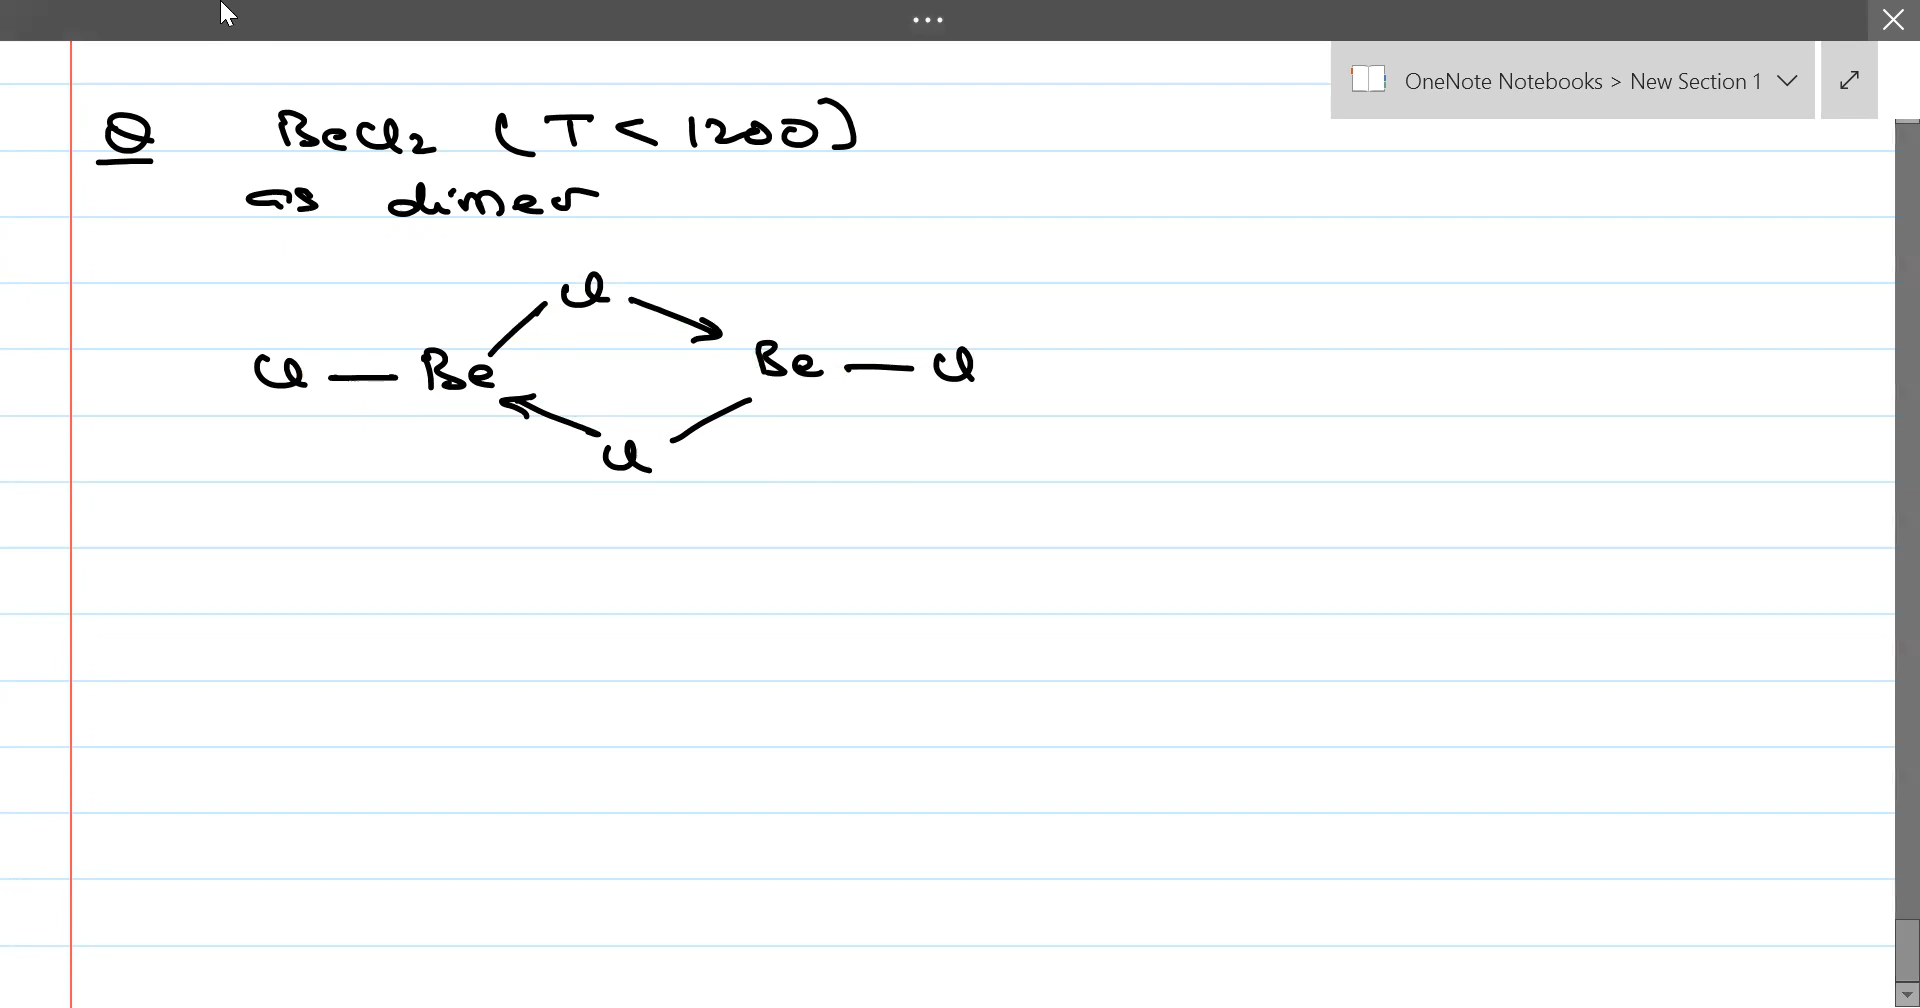 ...
OneNote Notebooks > New Section 1
Q BeCl₂ (T < 1200)
as dimer
Cl
Cl — Be Be — Cl
Cl